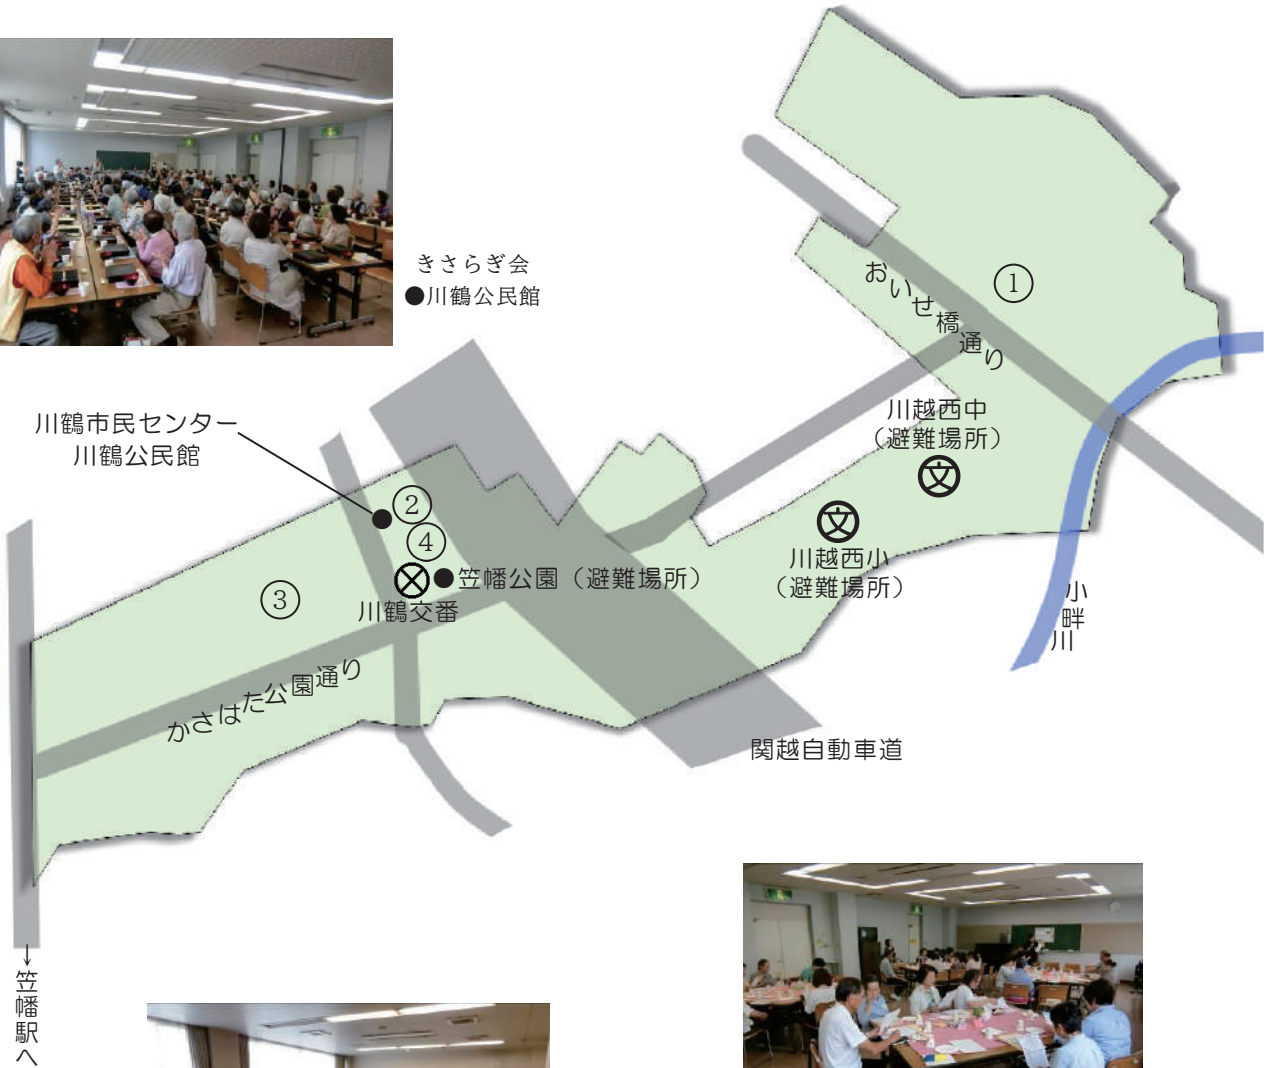 きさらぎ会
●川鶴公民館
①
おいせ橋通り
川鶴市民センター
川鶴公民館
川越西中
(避難場所)
文
②
文
④
川越西小
(避難場所)
●笠幡公園(避難場所)
川鶴交番
③
小畔川
かさはた公園通り
関越自動車道
↓笠幡駅へ